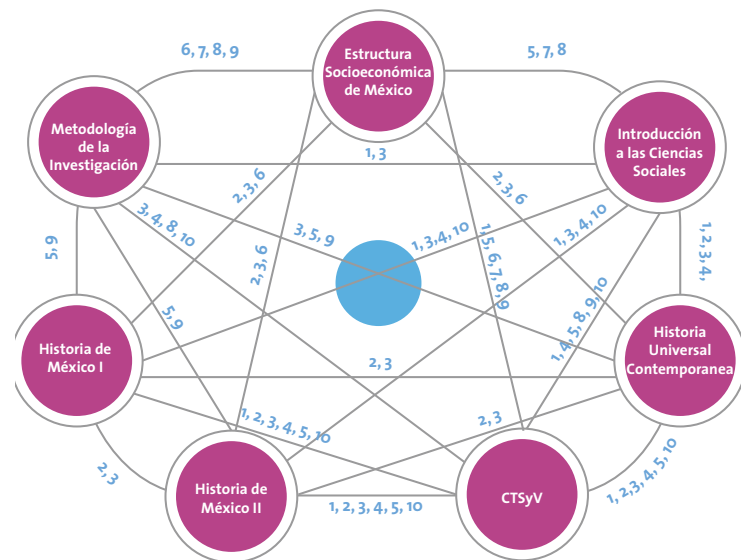 6, 7, 8, 9
Estructura
Socioeconómica
de México
5, 7, 8
Metodología
de la
Investigación
Introducción
a las Ciencias
Sociales
1, 3
2, 3, 6
2, 3, 6
3, 4, 8, 10
3, 5, 9
1, 3, 4, 10
1, 3, 4, 10
5, 9
2, 3, 6
1, 5, 6, 7, 8, 9
1, 2, 3, 4,
5, 9
1, 4, 5, 8, 9, 10
Historia de
México I
Historia
Universal
Contemporanea
2, 3
1, 2, 3, 4, 5, 10
2, 3
2, 3
1, 2,3, 4, 5, 10
Historia de
México II
1, 2, 3, 4, 5, 10
CTSyV